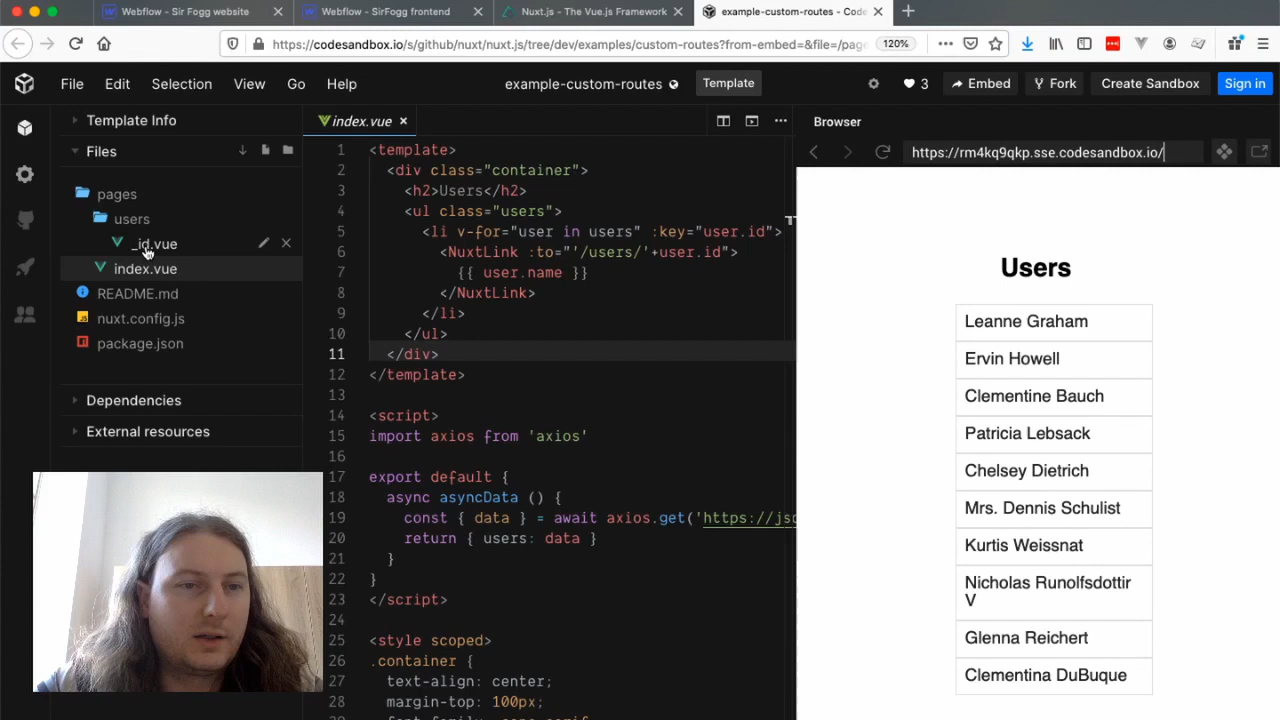 Webflow - Sir Fogg website
Webflow - SirFogg frontend
Nuxt.js - The Vue.js Framework
example-custom-routes - Code
https://codesandbox.io/s/github/nuxt/nuxt.js/tree/dev/examples/custom-routes?from-embed=&file=/page
120%
File Edit Selection View Go Help
example-custom-routes
Template
3
Embed
Fork
Create Sandbox
Sign in
Template Info
Files
pages
users
_id.vue
index.vue
README.md
nuxt.config.js
package.json
Dependencies
External resources
index.vue
1 <template>
2 <div class="container">
3 <h2>Users</h2>
4 <ul class="users">
5 <li v-for="user in users" :key="user.id">
6 <NuxtLink :to="'/users/'+user.id">
7 {{ user.name }}
8 </NuxtLink>
9 </li>
10 </ul>
11 </div>
12 </template>
13
14 <script>
15 import axios from 'axios'
16
17 export default {
18 async asyncData () {
19 const { data } = await axios.get('https://jso
20 return { users: data }
21 }
22 }
23 </script>
24
25 <style scoped>
26 .container {
27 text-align: center;
28 margin-top: 100px;
Browser
https://rm4kq9qkp.sse.codesandbox.io/
Users
Leanne Graham
Ervin Howell
Clementine Bauch
Patricia Lebsack
Chelsey Dietrich
Mrs. Dennis Schulist
Kurtis Weissnat
Nicholas Runolfsdottir
V
Glenna Reichert
Clementina DuBuque